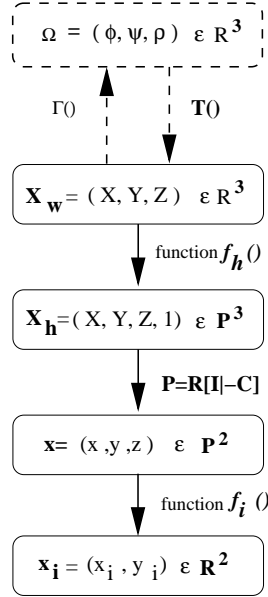 Ω = ( ϕ, ψ, ρ ) ε R³
Γ() T()
X_w = ( X, Y, Z ) ε R³
function f_h ()
X_h =( X, Y, Z, 1 ) ε P³
P=R[I|−C]
x= (x ,y ,z) ε P²
function f_i ()
x_i = (x_i , y_i) ε R²